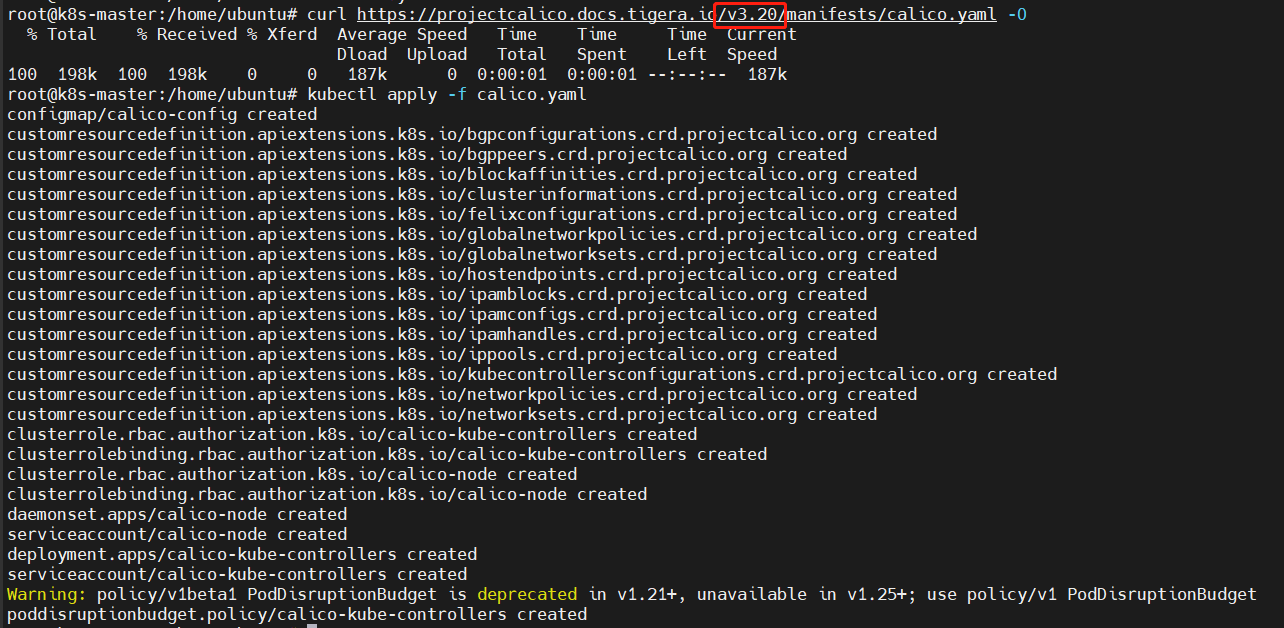 root@k8s-master:/home/ubuntu# curl https://projectcalico.docs.tigera.io/v3.20/manifests/calico.yaml -O
  % Total    % Received % Xferd  Average Speed   Time    Time     Time  Current
                                 Dload  Upload   Total   Spent    Left  Speed
100  198k  100  198k    0     0   187k      0  0:00:01  0:00:01 --:--:--  187k
root@k8s-master:/home/ubuntu# kubectl apply -f calico.yaml
configmap/calico-config created
customresourcedefinition.apiextensions.k8s.io/bgpconfigurations.crd.projectcalico.org created
customresourcedefinition.apiextensions.k8s.io/bgppeers.crd.projectcalico.org created
customresourcedefinition.apiextensions.k8s.io/blockaffinities.crd.projectcalico.org created
customresourcedefinition.apiextensions.k8s.io/clusterinformations.crd.projectcalico.org created
customresourcedefinition.apiextensions.k8s.io/felixconfigurations.crd.projectcalico.org created
customresourcedefinition.apiextensions.k8s.io/globalnetworkpolicies.crd.projectcalico.org created
customresourcedefinition.apiextensions.k8s.io/globalnetworksets.crd.projectcalico.org created
customresourcedefinition.apiextensions.k8s.io/hostendpoints.crd.projectcalico.org created
customresourcedefinition.apiextensions.k8s.io/ipamblocks.crd.projectcalico.org created
customresourcedefinition.apiextensions.k8s.io/ipamconfigs.crd.projectcalico.org created
customresourcedefinition.apiextensions.k8s.io/ipamhandles.crd.projectcalico.org created
customresourcedefinition.apiextensions.k8s.io/ippools.crd.projectcalico.org created
customresourcedefinition.apiextensions.k8s.io/kubecontrollersconfigurations.crd.projectcalico.org created
customresourcedefinition.apiextensions.k8s.io/networkpolicies.crd.projectcalico.org created
customresourcedefinition.apiextensions.k8s.io/networksets.crd.projectcalico.org created
clusterrole.rbac.authorization.k8s.io/calico-kube-controllers created
clusterrolebinding.rbac.authorization.k8s.io/calico-kube-controllers created
clusterrole.rbac.authorization.k8s.io/calico-node created
clusterrolebinding.rbac.authorization.k8s.io/calico-node created
daemonset.apps/calico-node created
serviceaccount/calico-node created
deployment.apps/calico-kube-controllers created
serviceaccount/calico-kube-controllers created
Warning: policy/v1beta1 PodDisruptionBudget is deprecated in v1.21+, unavailable in v1.25+; use policy/v1 PodDisruptionBudget
poddisruptionbudget.policy/calico-kube-controllers created